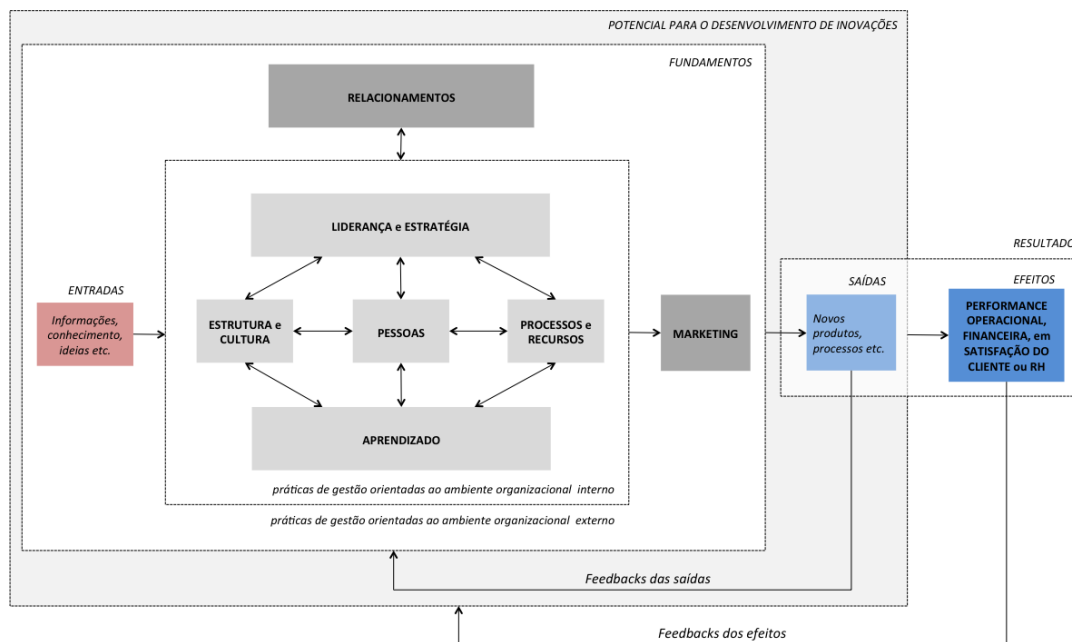 POTENCIAL PARA O DESENVOLVIMENTO DE INOVAÇÕES
FUNDAMENTOS
RELACIONAMENTOS
LIDERANÇA e ESTRATÉGIA
ENTRADAS
Informações,
conhecimento,
ideias etc.
ESTRUTURA e
CULTURA
PESSOAS
PROCESSOS e
RECURSOS
APRENDIZADO
práticas de gestão orientadas ao ambiente organizacional interno
práticas de gestão orientadas ao ambiente organizacional externo
MARKETING
RESULTADO
SAÍDAS
Novos
produtos,
processos etc.
EFEITOS
PERFORMANCE
OPERACIONAL,
FINANCEIRA, em
SATISFAÇÃO DO
CLIENTE ou RH
Feedbacks das saídas
Feedbacks dos efeitos